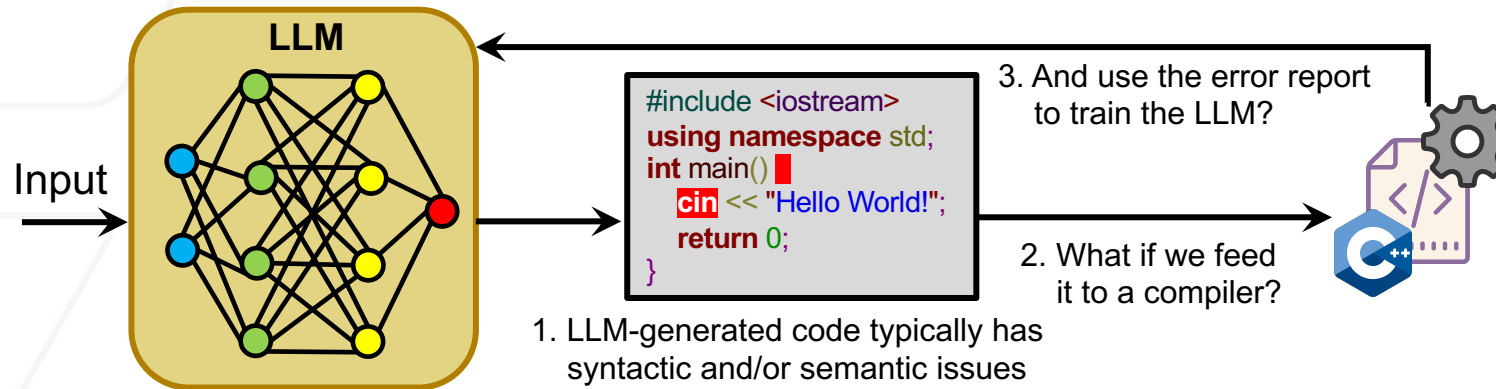 LLM
Input
#include <iostream>
using namespace std;
int main()
cin << "Hello World!";
return 0;
}
1. LLM-generated code typically has
syntactic and/or semantic issues
2. What if we feed
it to a compiler?
3. And use the error report
to train the LLM?
</>
C++